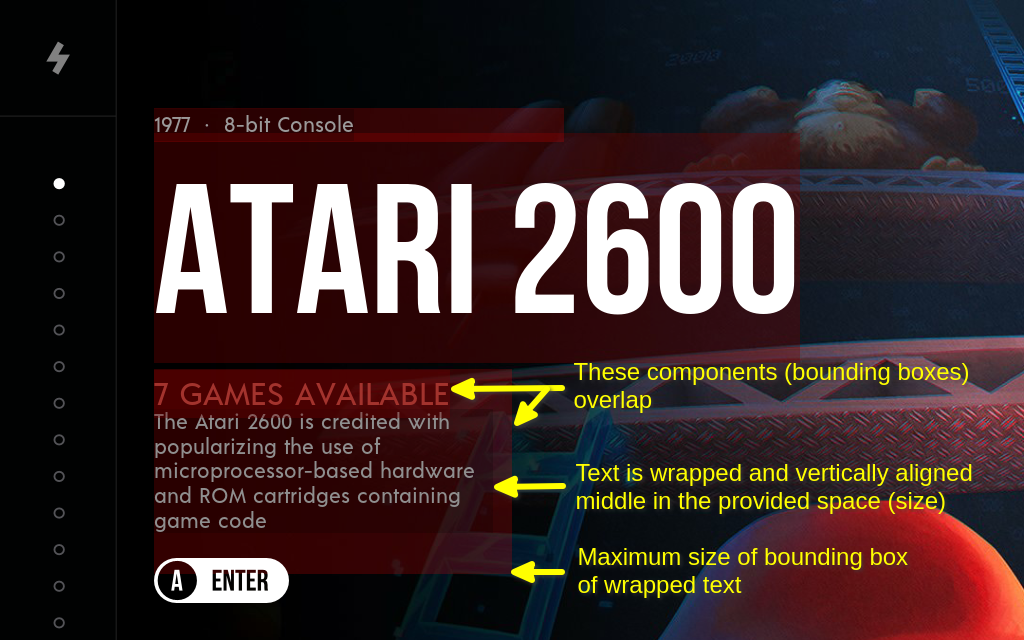 1977 · 8-bit Console
ATARI 2600
7 GAMES AVAILABLE
These components (bounding boxes)
overlap
The Atari 2600 is credited with
popularizing the use of
microprocessor-based hardware
and ROM cartridges containing
game code
Text is wrapped and vertically aligned
middle in the provided space (size)
Maximum size of bounding box
of wrapped text
A ENTER